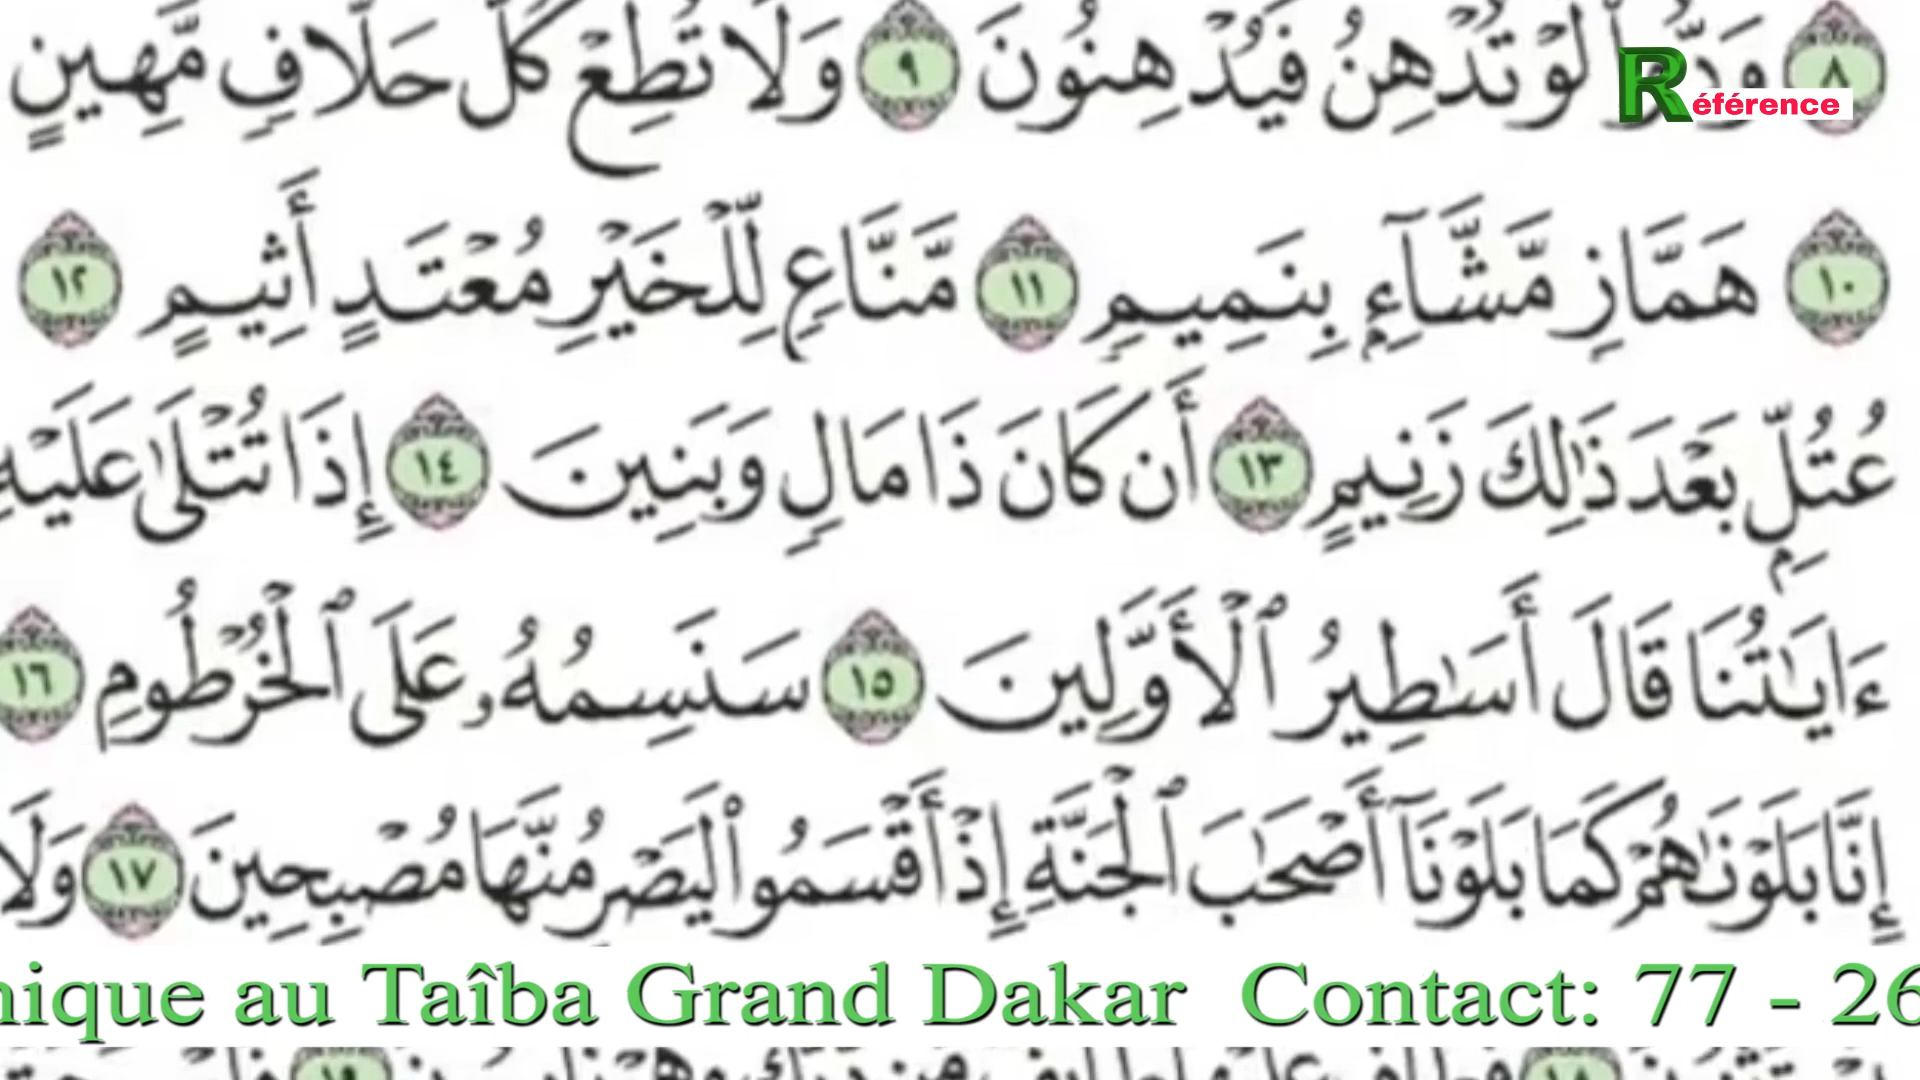 ٨ وَدُّوا۟ لَوْ تُدْهِنُ فَيُدْهِنُونَ ٩ وَلَا تُطِعْ كُلَّ حَلَّافٍ مَّهِينٍ
Référence
١٠ هَمَّازٍ مَّشَّآءٍۭ بِنَمِيمٍ ١١ مَّنَّاعٍ لِّلْخَيْرِ مُعْتَدٍ أَثِيمٍ ١٢
عُتُلٍّۭ بَعْدَ ذَٰلِكَ زَنِيمٍ ١٣ أَن كَانَ ذَا مَالٍ وَبَنِينَ ١٤ إِذَا تُتْلَىٰ عَلَيْهِ
ءَايَٰتُنَا قَالَ أَسَٰطِيرُ ٱلْأَوَّلِينَ ١٥ سَنَسِمُهُۥ عَلَى ٱلْخُرْطُومِ ١٦
إِنَّا بَلَوْنَٰهُمْ كَمَا بَلَوْنَآ أَصْحَٰبَ ٱلْجَنَّةِ إِذْ أَقْسَمُوا۟ لَيَصْرِمُنَّهَا مُصْبِحِينَ ١٧ وَلَا
nique au Taîba Grand Dakar Contact: 77 - 26